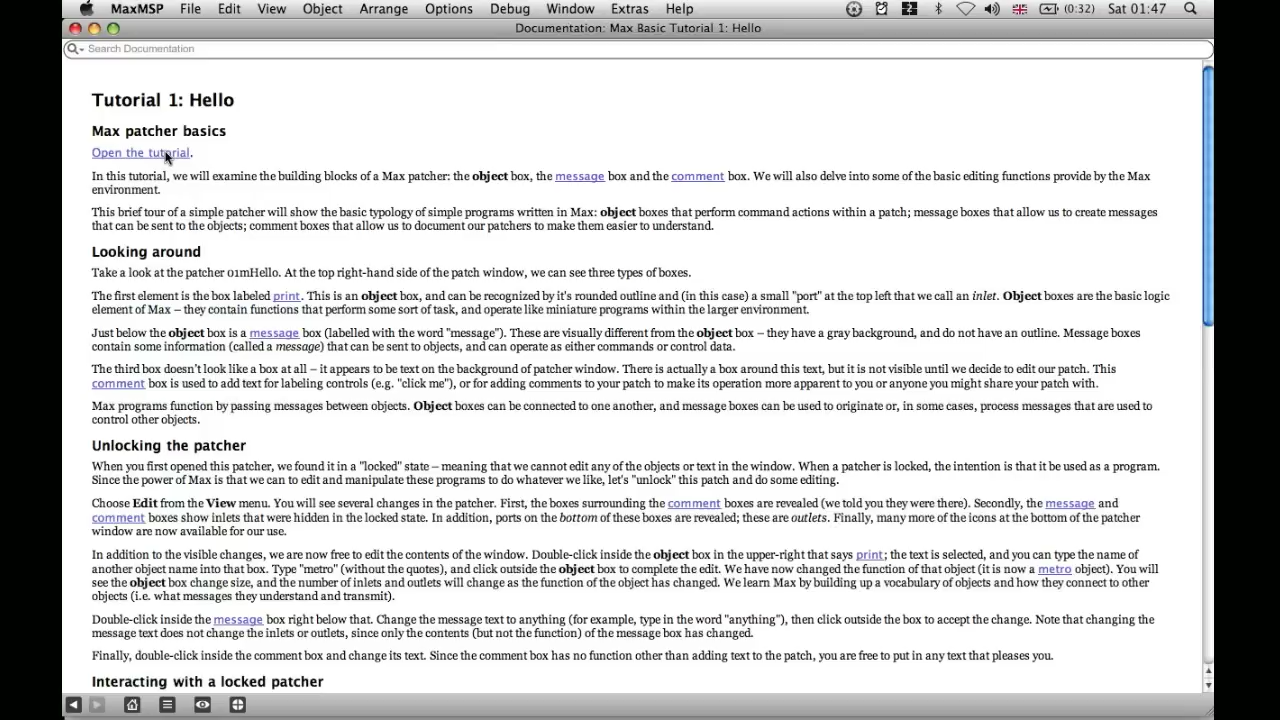 MaxMSP File Edit View Object Arrange Options Debug Window Extras Help (0:32) Sat 01:47
Documentation: Max Basic Tutorial 1: Hello
Search Documentation
Tutorial 1: Hello
Max patcher basics
Open the tutorial.
In this tutorial, we will examine the building blocks of a Max patcher: the object box, the message box and the comment box. We will also delve into some of the basic editing functions provide by the Max
environment.
This brief tour of a simple patcher will show the basic typology of simple programs written in Max: object boxes that perform command actions within a patch; message boxes that allow us to create messages
that can be sent to the objects; comment boxes that allow us to document our patchers to make them easier to understand.
Looking around
Take a look at the patcher 01mHello. At the top right-hand side of the patch window, we can see three types of boxes.
The first element is the box labeled print. This is an object box, and can be recognized by it's rounded outline and (in this case) a small "port" at the top left that we call an inlet. Object boxes are the basic logic
element of Max – they contain functions that perform some sort of task, and operate like miniature programs within the larger environment.
Just below the object box is a message box (labelled with the word "message"). These are visually different from the object box – they have a gray background, and do not have an outline. Message boxes
contain some information (called a message) that can be sent to objects, and can operate as either commands or control data.
The third box doesn't look like a box at all – it appears to be text on the background of patcher window. There is actually a box around this text, but it is not visible until we decide to edit our patch. This
comment box is used to add text for labeling controls (e.g. "click me"), or for adding comments to your patch to make its operation more apparent to you or anyone you might share your patch with.
Max programs function by passing messages between objects. Object boxes can be connected to one another, and message boxes can be used to originate or, in some cases, process messages that are used to
control other objects.
Unlocking the patcher
When you first opened this patcher, we found it in a "locked" state – meaning that we cannot edit any of the objects or text in the window. When a patcher is locked, the intention is that it be used as a program.
Since the power of Max is that we can to edit and manipulate these programs to do whatever we like, let's "unlock" this patch and do some editing.
Choose Edit from the View menu. You will see several changes in the patcher. First, the boxes surrounding the comment boxes are revealed (we told you they were there). Secondly, the message and
comment boxes show inlets that were hidden in the locked state. In addition, ports on the bottom of these boxes are revealed; these are outlets. Finally, many more of the icons at the bottom of the patcher
window are now available for our use.
In addition to the visible changes, we are now free to edit the contents of the window. Double-click inside the object box in the upper-right that says print; the text is selected, and you can type the name of
another object name into that box. Type "metro" (without the quotes), and click outside the object box to complete the edit. We have now changed the function of that object (it is now a metro object). You will
see the object box change size, and the number of inlets and outlets will change as the function of the object has changed. We learn Max by building up a vocabulary of objects and how they connect to other
objects (i.e. what messages they understand and transmit).
Double-click inside the message box right below that. Change the message text to anything (for example, type in the word "anything"), then click outside the box to accept the change. Note that changing the
message text does not change the inlets or outlets, since only the contents (but not the function) of the message box has changed.
Finally, double-click inside the comment box and change its text. Since the comment box has no function other than adding text to the patch, you are free to put in any text that pleases you.
Interacting with a locked patcher